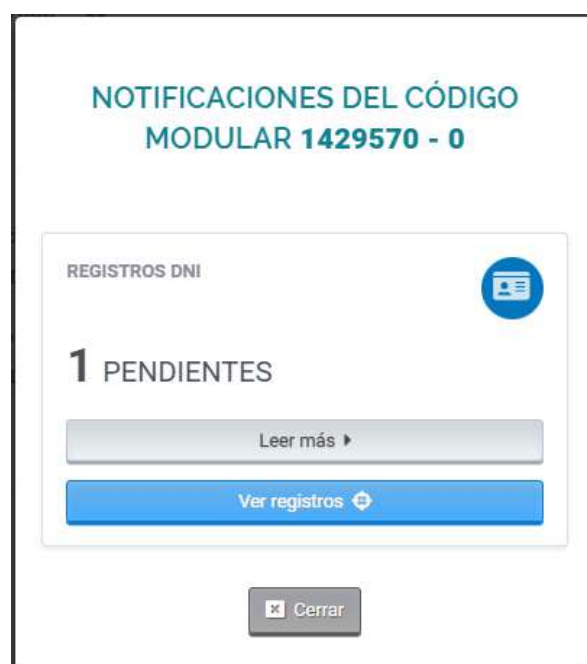 NOTIFICACIONES DEL CÓDIGO
MODULAR 1429570 - 0
REGISTROS DNI
1 PENDIENTES
Leer más
Ver registros
Cerrar